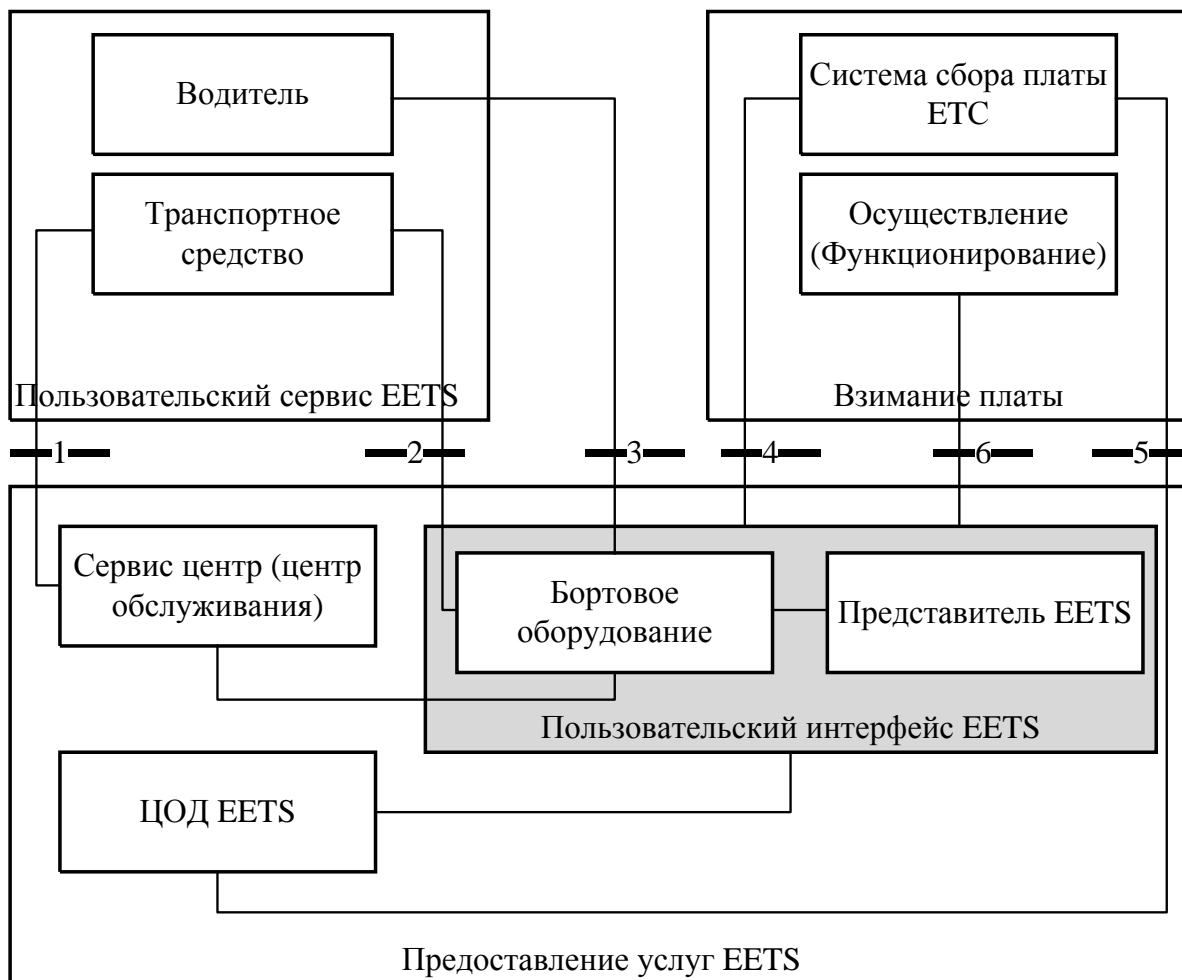 Водитель
Транспортное
средство
Пользовательский сервис EETS
Система сбора платы
ETC
Осуществление
(Функционирование)
Взимание платы
1
2
3
4
6
5
Сервис центр (центр
обслуживания)
Бортовое
оборудование
Представитель EETS
Пользовательский интерфейс EETS
ЦОД EETS
Предоставление услуг EETS